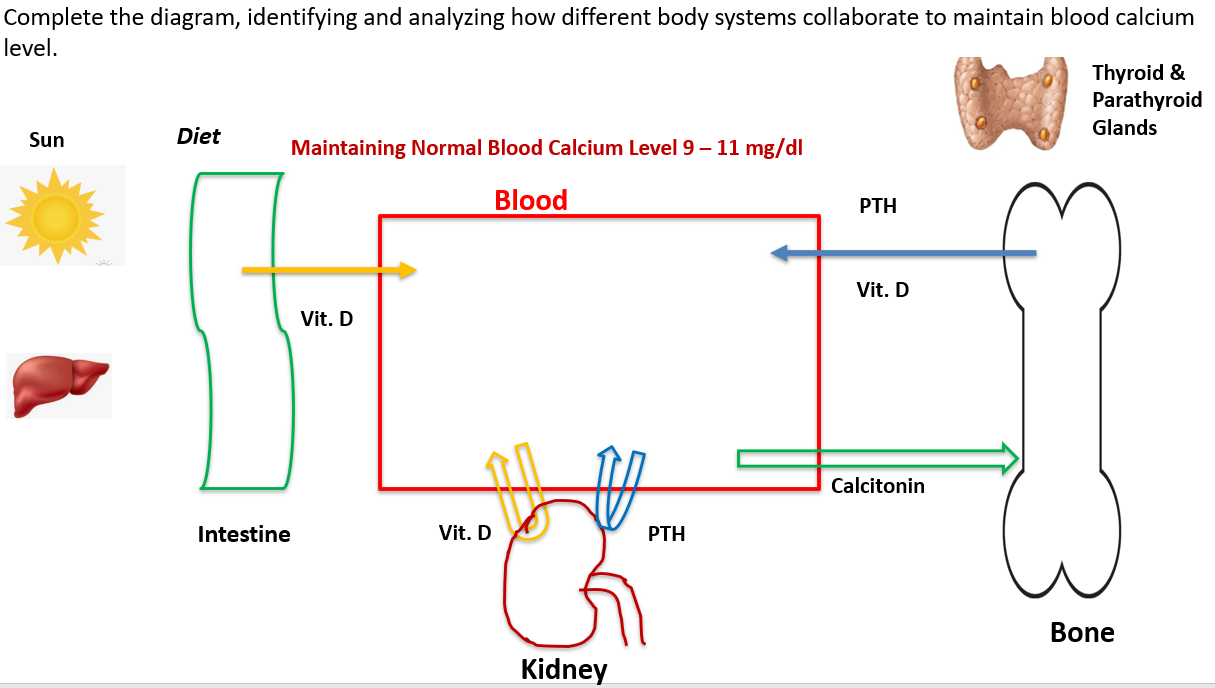 Complete the diagram, identifying and analyzing how different body systems collaborate to maintain blood calcium
level.
Thyroid &
Parathyroid
Glands
Sun
Diet
Maintaining Normal Blood Calcium Level 9 – 11 mg/dl
Blood
PTH
Vit. D
Vit. D
Calcitonin
Intestine
Vit. D
PTH
Bone
Kidney